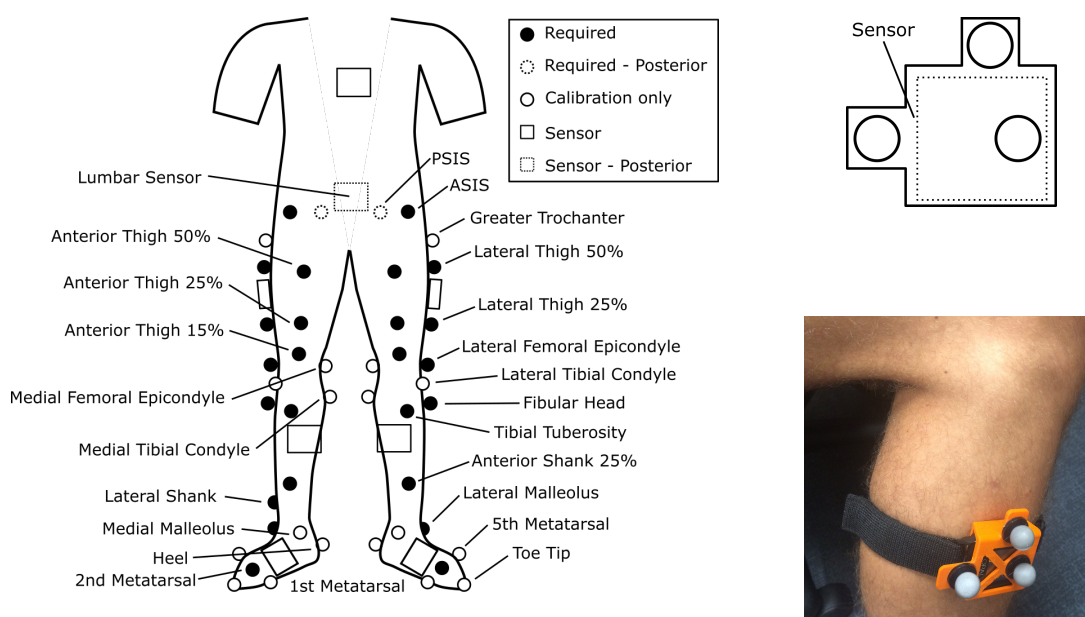 Required
Required - Posterior
Calibration only
Sensor
Sensor - Posterior
Sensor
PSIS
ASIS
Lumbar Sensor
Greater Trochanter
Anterior Thigh 50%
Lateral Thigh 50%
Anterior Thigh 25%
Lateral Thigh 25%
Anterior Thigh 15%
Lateral Femoral Epicondyle
Lateral Tibial Condyle
Medial Femoral Epicondyle
Fibular Head
Tibial Tuberosity
Medial Tibial Condyle
Anterior Shank 25%
Lateral Shank
Lateral Malleolus
Medial Malleolus
5th Metatarsal
Heel
Toe Tip
2nd Metatarsal
1st Metatarsal